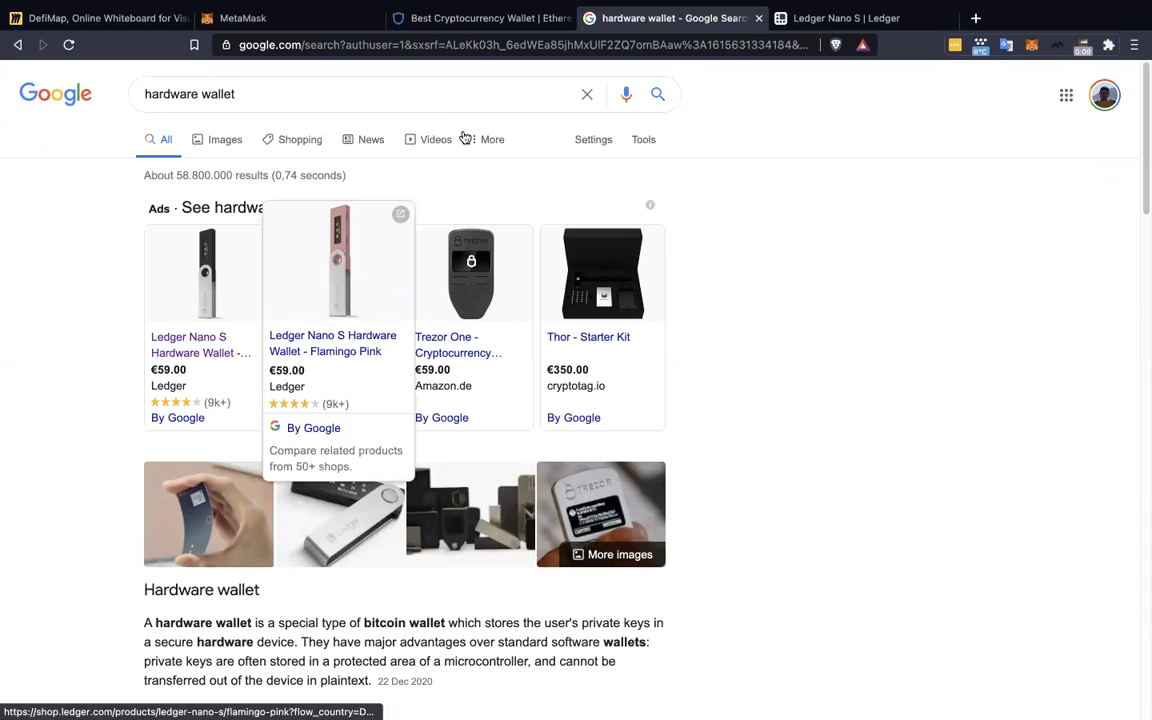 DefiMap, Online Whiteboard for Vis
MetaMask
Best Cryptocurrency Wallet | Ethere
hardware wallet - Google Searc
Ledger Nano S | Ledger
google.com/search?authuser=1&sxsrf=ALeKk03h_6edWEa85jhMxUlF2ZQ7omBAaw%3A1615631334184/&...
6°C
0:09
Google
hardware wallet
All
Images
Shopping
News
Videos
More
Settings
Tools
About 58.800.000 results (0,74 seconds)
Ads · See hardwa
Ledger Nano S
Hardware Wallet -...
€59.00
Ledger
(9k+)
By Google
Ledger Nano S Hardware
Wallet - Flamingo Pink
€59.00
Ledger
(9k+)
By Google
Compare related products
from 50+ shops.
TREZOR
Trezor One -
Cryptocurrency...
€59.00
Amazon.de
By Google
Thor - Starter Kit
€350.00
cryptotag.io
By Google
Ledger
TREZOR
More images
Hardware wallet
A hardware wallet is a special type of bitcoin wallet which stores the user's private keys in
a secure hardware device. They have major advantages over standard software wallets:
private keys are often stored in a protected area of a microcontroller, and cannot be
transferred out of the device in plaintext. 22 Dec 2020
https://shop.ledger.com/products/ledger-nano-s/flamingo-pink?flow_country=D...